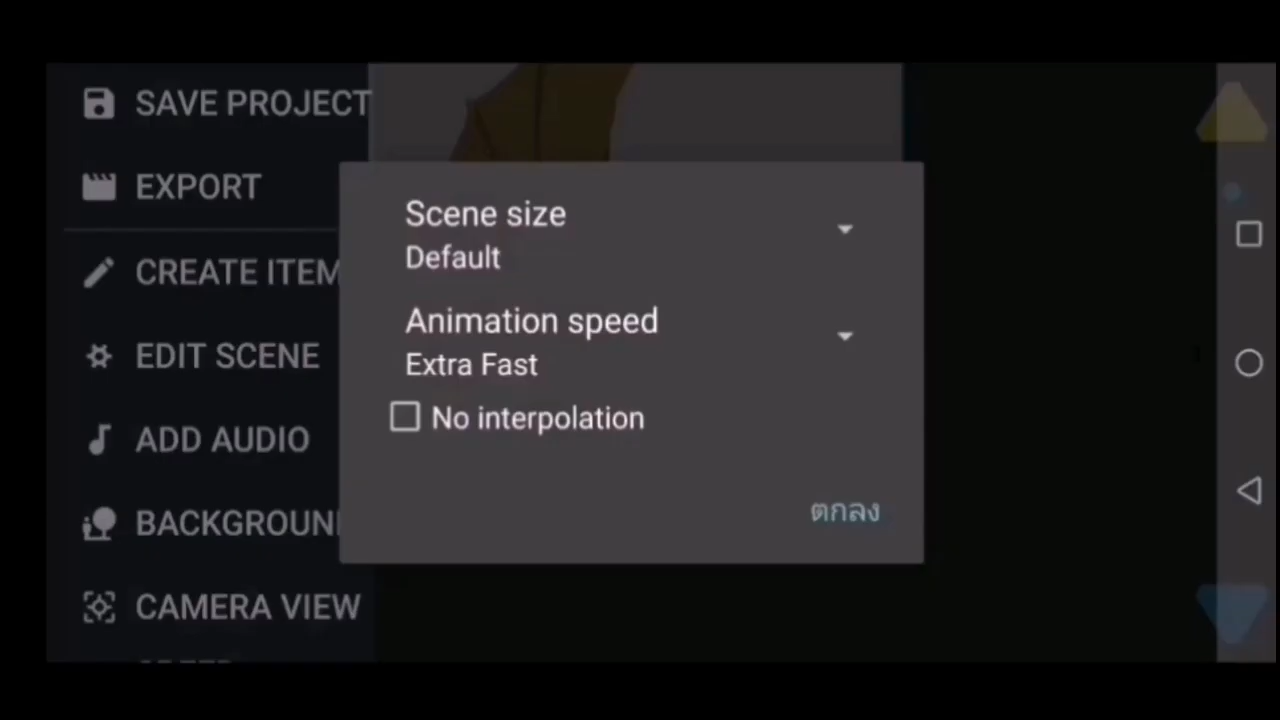 SAVE PROJECT
EXPORT
CREATE ITEM
EDIT SCENE
ADD AUDIO
BACKGROUN
CAMERA VIEW
Scene size
Default
Animation speed
Extra Fast
No interpolation
ตกลง